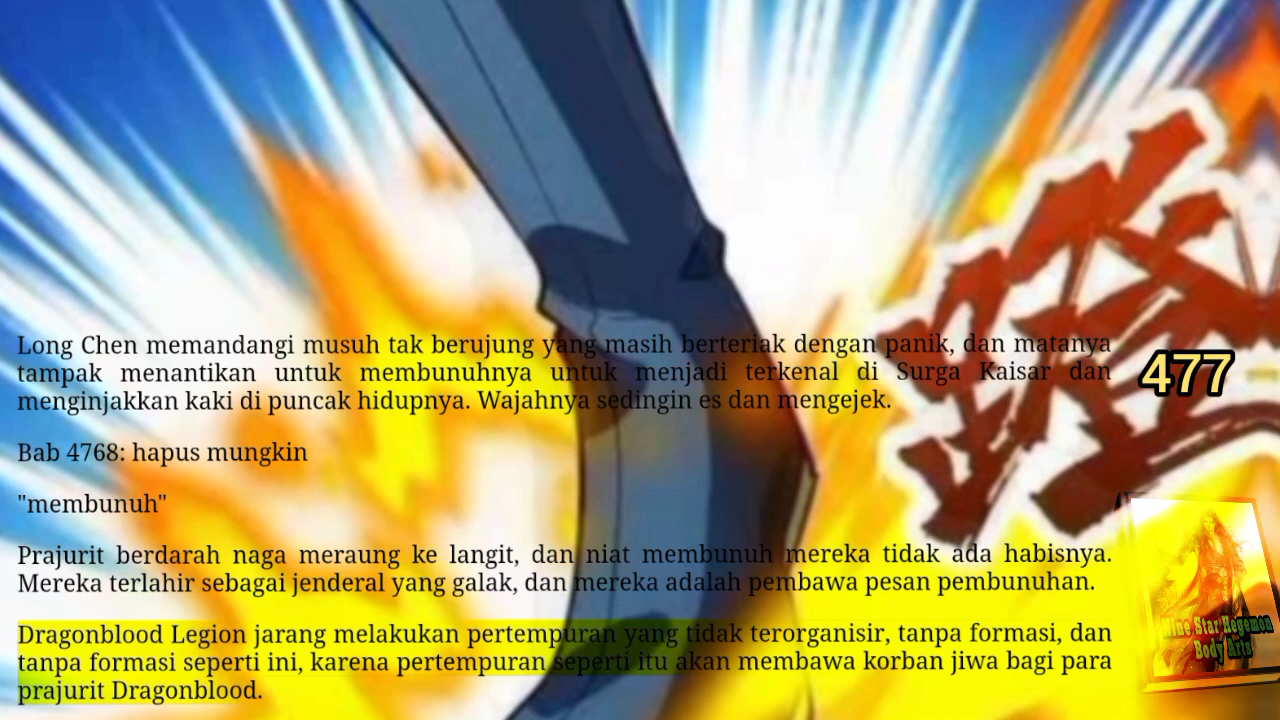 Long Chen memandangi musuh tak berujung yang masih berteriak dengan panik, dan matanya
tampak menantikan untuk membunuhnya untuk menjadi terkenal di Surga Kaisar dan
menginjakkan kaki di puncak hidupnya. Wajahnya sedingin es dan mengejek.
477
Bab 4768: hapus mungkin
"membunuh"
Prajurit berdarah naga meraung ke langit, dan niat membunuh mereka tidak ada habisnya.
Mereka terlahir sebagai jenderal yang galak, dan mereka adalah pembawa pesan pembunuhan.
Nine Star Hegemon
Body Arts
Dragonblood Legion jarang melakukan pertempuran yang tidak terorganisir, tanpa formasi, dan
tanpa formasi seperti ini, karena pertempuran seperti itu akan membawa korban jiwa bagi para
prajurit Dragonblood.